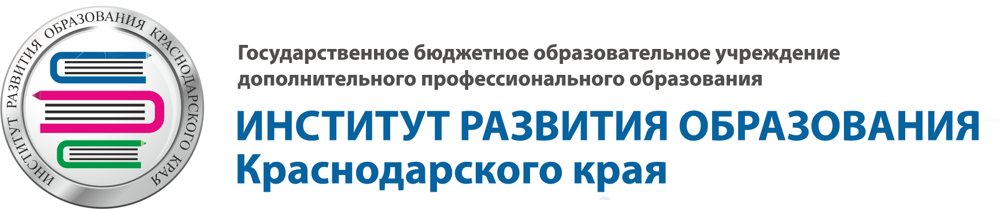 ИНСТИТУТ РАЗВИТИЯ ОБРАЗОВАНИЯ КРАСНОДАРСКОГО КРАЯ
Государственное бюджетное образовательное учреждение
дополнительного профессионального образования
ИНСТИТУТ РАЗВИТИЯ ОБРАЗОВАНИЯ
Краснодарского края